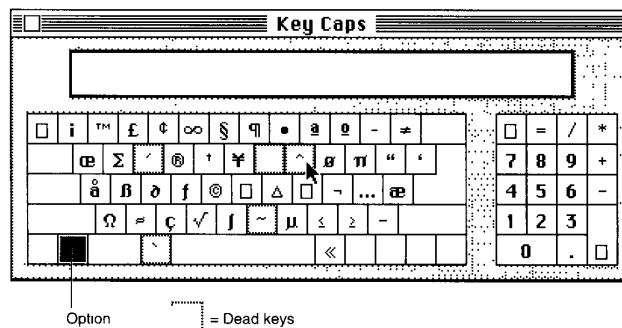 Key Caps
□ ¡ ™ £ ¢ ∞ § ¶ • ª º - ≠ □ = / *
œ Σ ´ ® † ¥ ^ ø π “ ‘ 7 8 9 +
å ß ∂ ƒ © □ △ □ ¬ … æ 4 5 6 -
Ω ≈ ç √ ∫ ~ µ ≤ ≥ - 1 2 3
` « 0 . □
Option = Dead keys